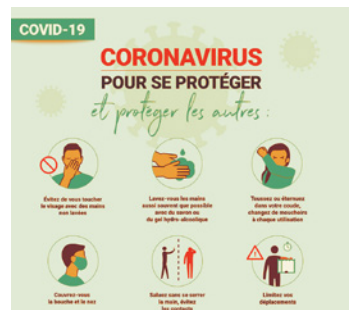 COVID-19
CORONAVIRUS
POUR SE PROTÉGER
et protéger les autres :
Évitez de vous toucher
le visage avec des mains
non lavées
Lavez-vous les mains
aussi souvent que possible
avec du savon ou
du gel hydro-alcoolique
Toussez ou éternuez
dans votre coude,
changez de mouchoirs
à chaque utilisation
Couvrez-vous
la bouche et le nez
Saluez sans se serrer
la main, évitez
les contacts
Limitez vos
déplacements